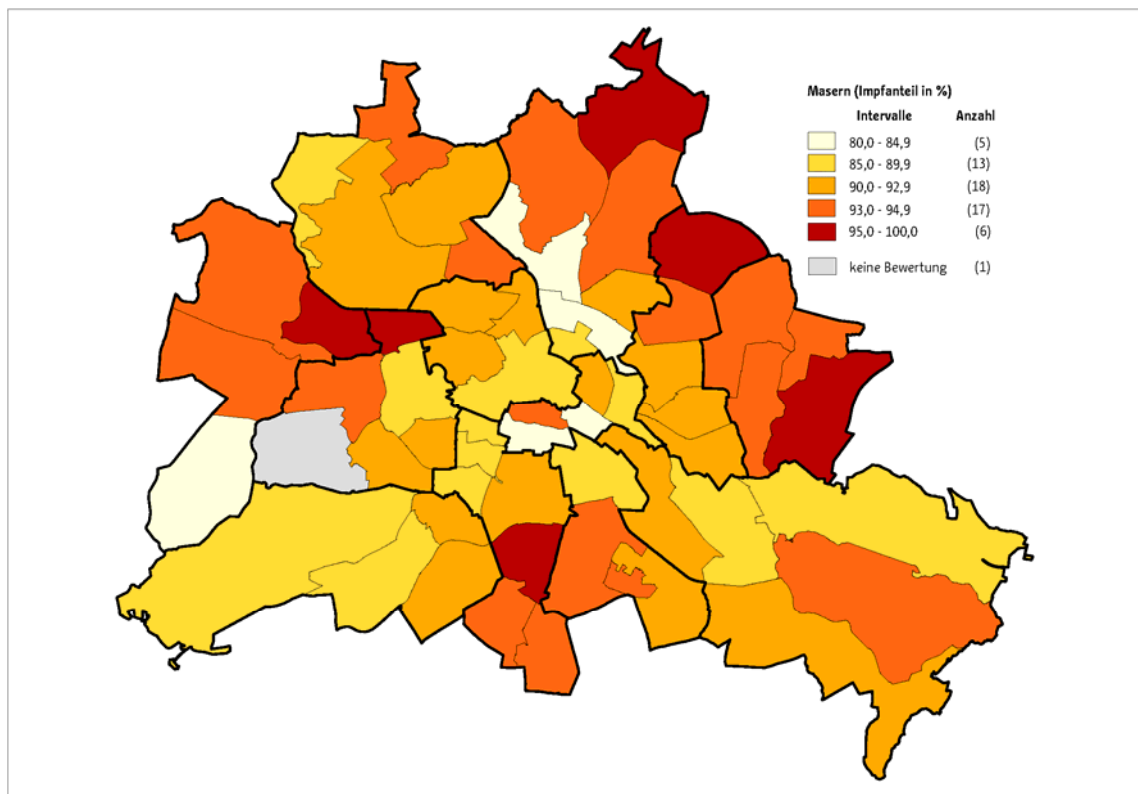 Masern (Impfanteil in %)
Intervalle Anzahl
80,0 - 84,9 (5)
85,0 - 89,9 (13)
90,0 - 92,9 (18)
93,0 - 94,9 (17)
95,0 - 100,0 (6)
keine Bewertung (1)